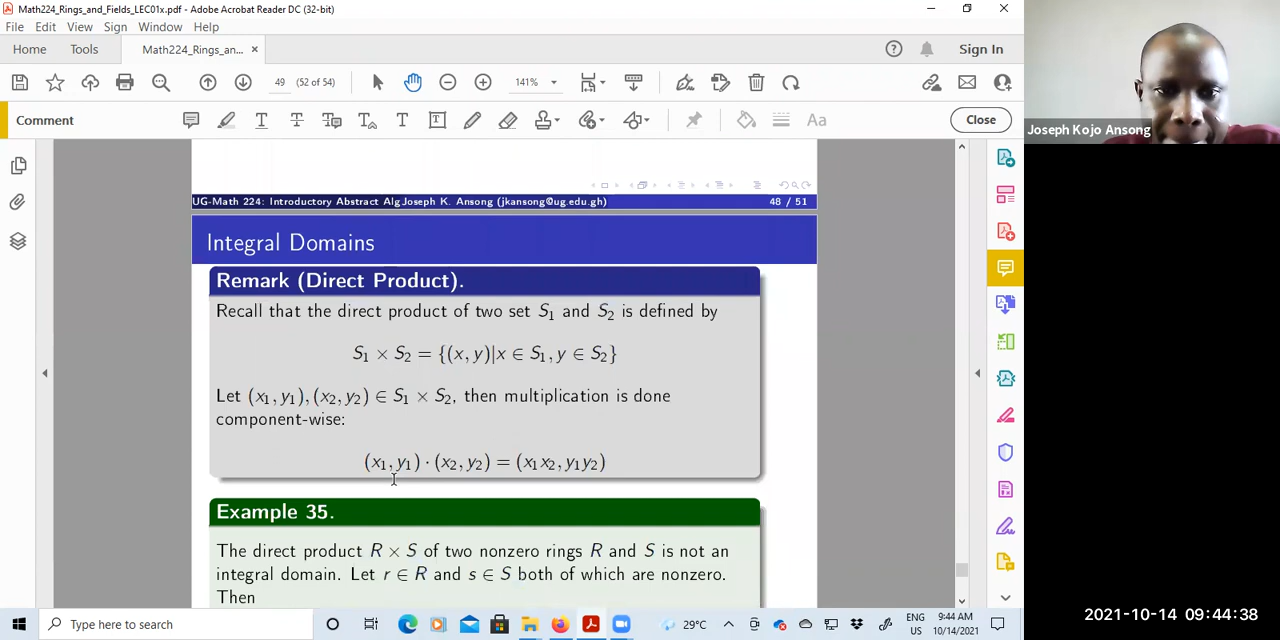 Math224_Rings_and_Fields_LEC01x.pdf - Adobe Acrobat Reader DC (32-bit)
File Edit View Sign Window Help
Home Tools Math224_Rings_an... × Sign In
49 (52 of 54) 141%
Comment Close
Joseph Kojo Ansong
UG-Math 224: Introductory Abstract Alg Joseph K. Ansong (jkansong@ug.edu.gh) 48 / 51
Integral Domains
Remark (Direct Product).
Recall that the direct product of two set S₁ and S₂ is defined by
S₁ × S₂ = {(x, y)|x ∈ S₁, y ∈ S₂}
Let (x₁, y₁), (x₂, y₂) ∈ S₁ × S₂, then multiplication is done
component-wise:
(x₁, y₁) · (x₂, y₂) = (x₁x₂, y₁y₂)
Example 35.
The direct product R × S of two nonzero rings R and S is not an
integral domain. Let r ∈ R and s ∈ S both of which are nonzero.
Then
Type here to search
29°C
ENG
US
9:44 AM
10/14/2021
2021-10-14 09:44:38